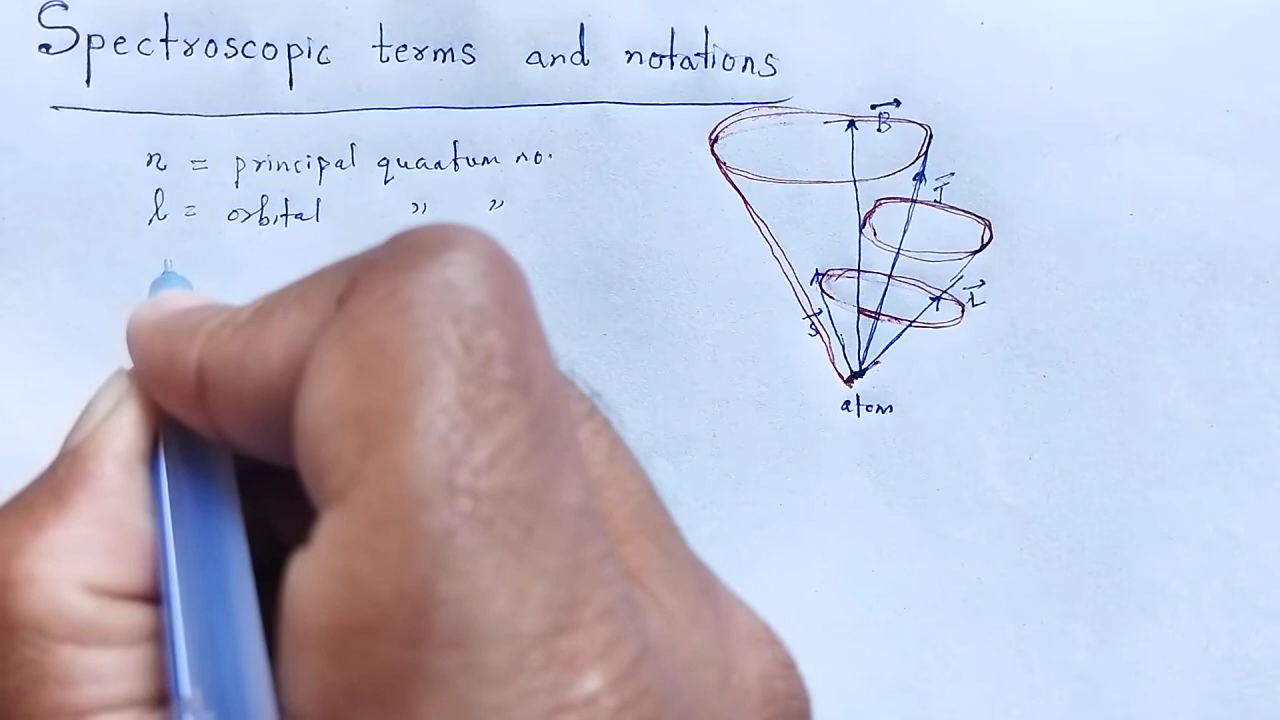 Spectroscopic terms and notations
n = principal quantum no.
l = orbital " "
B
J
L
S
atom